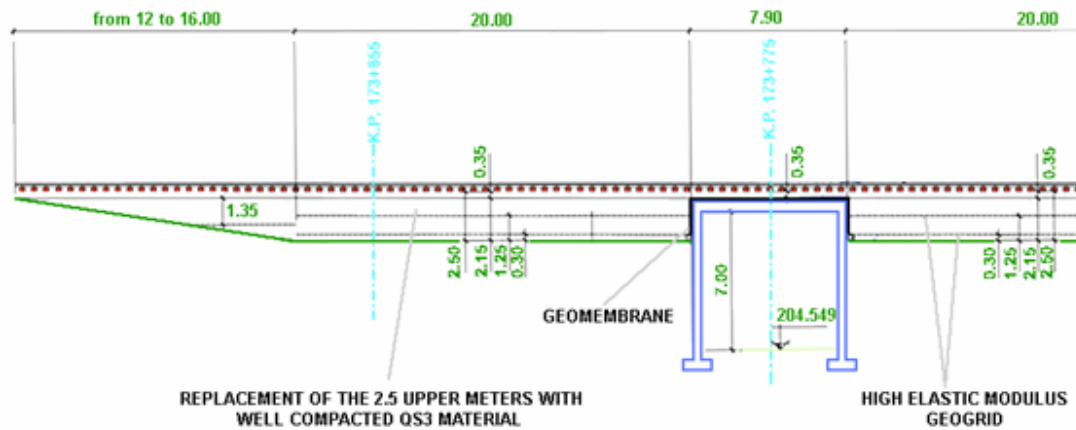 from 12 to 16.00
20.00
7.90
20.00
K.P. 173+855
K.P. 173+775
0.35
0.35
0.35
1.35
2.50
2.15
1.25
0.30
0.30
1.25
2.15
2.50
7.00
GEOMEMBRANE
204.549
REPLACEMENT OF THE 2.5 UPPER METERS WITH
WELL COMPACTED QS3 MATERIAL
HIGH ELASTIC MODULUS
GEOGRID